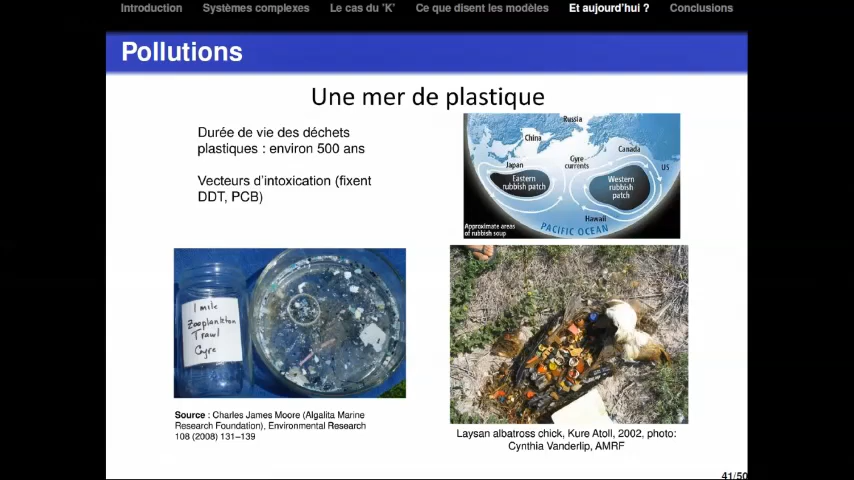 Introduction Systèmes complexes Le cas du 'K' Ce que disent les modèles Et aujourd'hui ? Conclusions
Pollutions
Une mer de plastique
Durée de vie des déchets
plastiques : environ 500 ans
Vecteurs d'intoxication (fixent
DDT, PCB)
Russia
China
Canada
Japan
Gyre
currents
US
Eastern
rubbish patch
Western
rubbish
patch
Hawaii
Approximate areas
of rubbish soup
PACIFIC OCEAN
1 mile
Zooplankton
Trawl
Gyre
Source : Charles James Moore (Algalita Marine
Research Foundation), Environmental Research
108 (2008) 131–139
Laysan albatross chick, Kure Atoll, 2002, photo:
Cynthia Vanderlip, AMRF
41/50